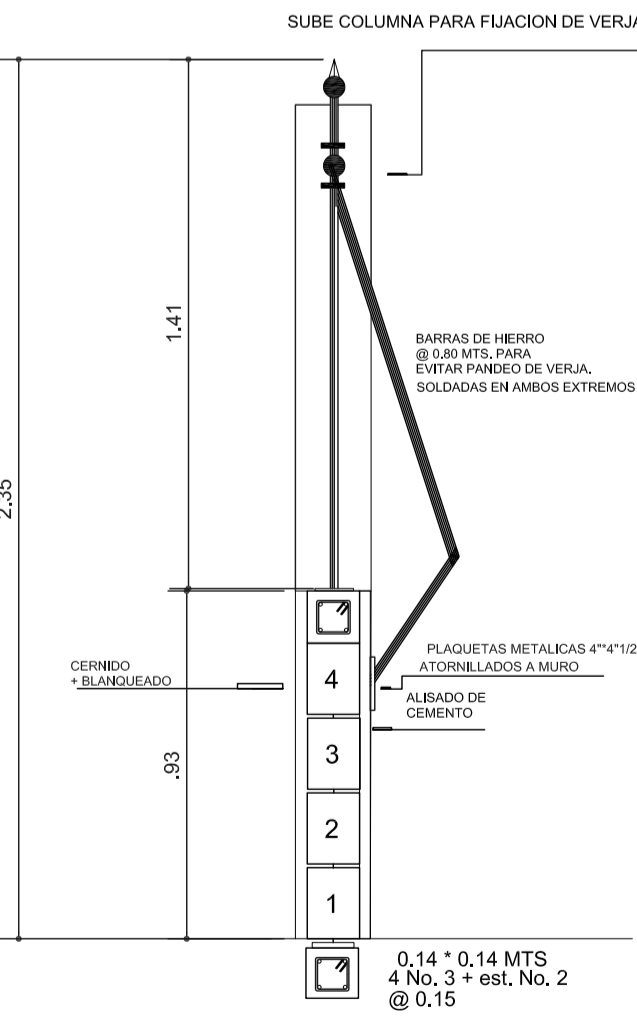 SUBE COLUMNA PARA FIJACION DE VERJA
1.41
2.35
BARRAS DE HIERRO
@ 0.80 MTS. PARA
EVITAR PANDEO DE VERJA.
SOLDADAS EN AMBOS EXTREMOS
PLAQUETAS METALICAS 4"*4"1/2
ATORNILLADOS A MURO
CERNIDO
+ BLANQUEADO
ALISADO DE
CEMENTO
.93
4
3
2
1
0.14 * 0.14 MTS
4 No. 3 + est. No. 2
@ 0.15